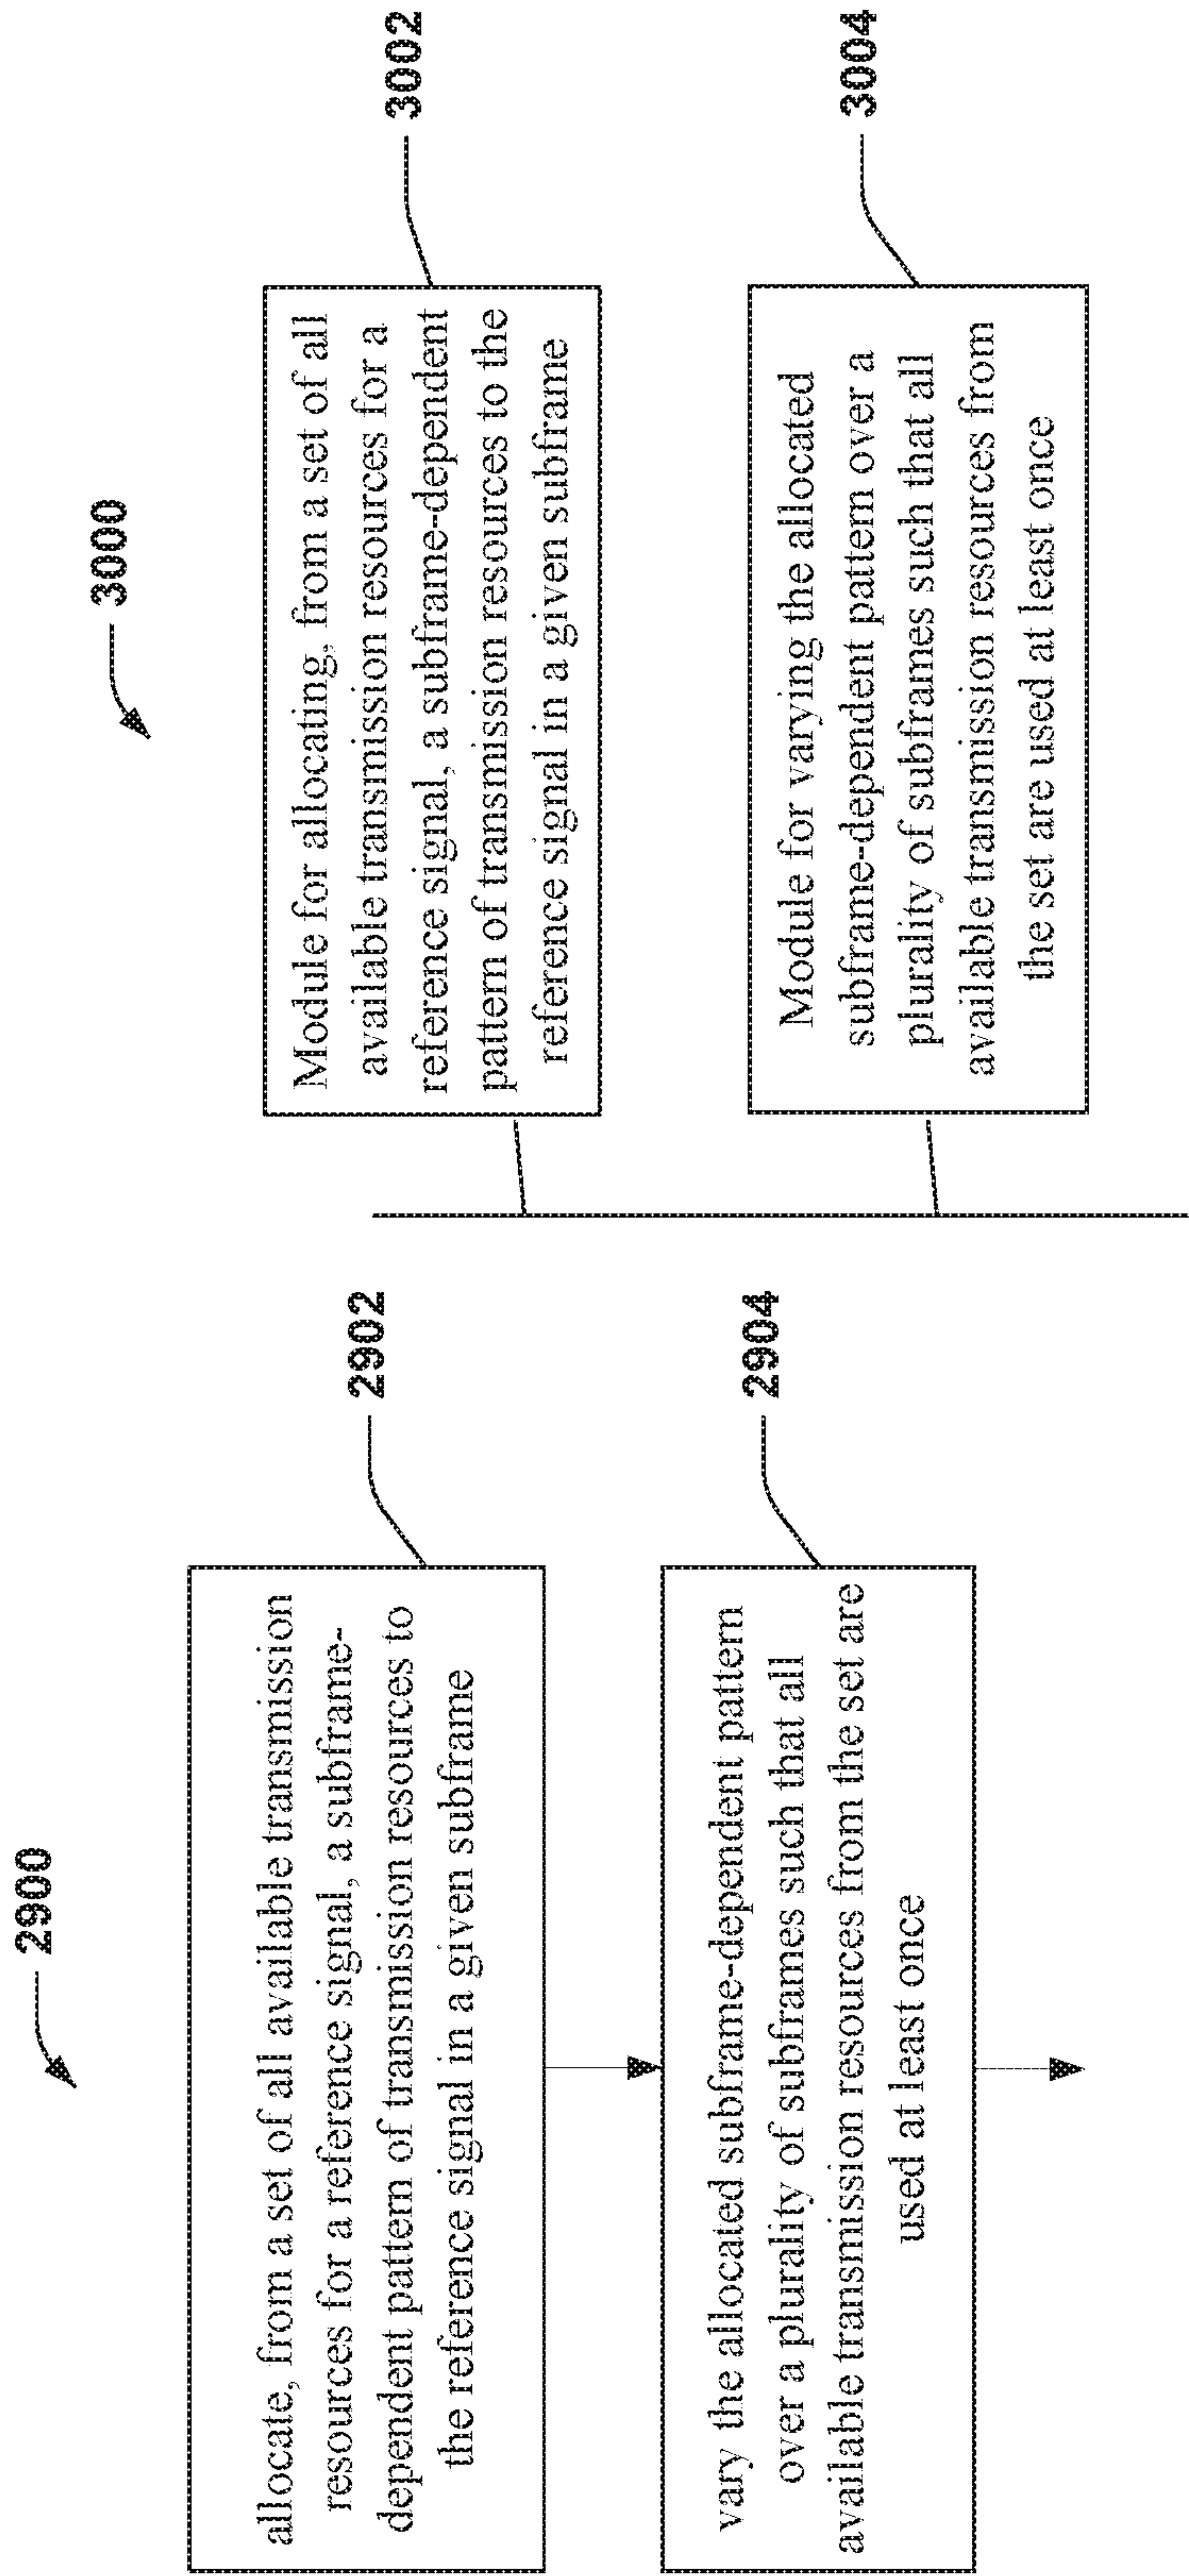 2900
allocate, from a set of all available transmission
resources for a reference signal, a subframe-
dependent pattern of transmission resources to
the reference signal in a given subframe
2902
vary the allocated subframe-dependent pattern
over a plurality of subframes such that all
available transmission resources from the set are
used at least once
2904
3000
Module for allocating, from a set of all
available transmission resources for a
reference signal, a subframe-dependent
pattern of transmission resources to the
reference signal in a given subframe
3002
Module for varying the allocated
subframe-dependent pattern over a
plurality of subframes such that all
available transmission resources from
the set are used at least once
3004